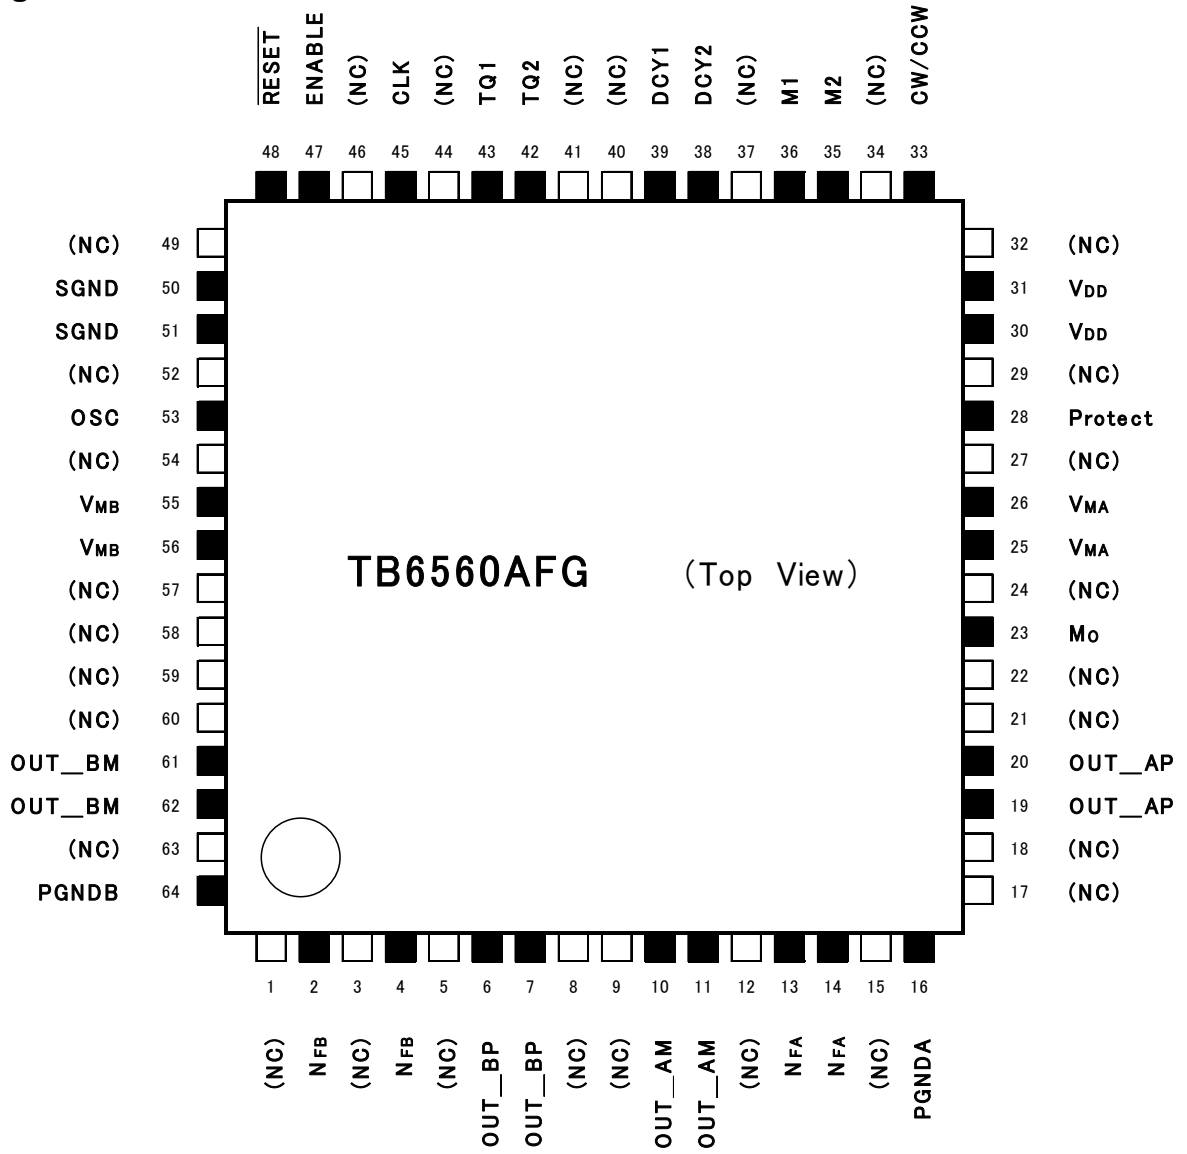 RESET
ENABLE
(NC)
CLK
(NC)
TQ1
TQ2
(NC)
(NC)
DCY1
DCY2
(NC)
M1
M2
(NC)
CW/CCW
48 47 46 45 44 43 42 41 40 39 38 37 36 35 34 33
(NC) 49
SGND 50
SGND 51
(NC) 52
OSC 53
(NC) 54
VMB 55
VMB 56
(NC) 57
(NC) 58
(NC) 59
(NC) 60
OUT_BM 61
OUT_BM 62
(NC) 63
PGNDB 64
TB6560AFG (Top View)
32 (NC)
31 VDD
30 VDD
29 (NC)
28 Protect
27 (NC)
26 VMA
25 VMA
24 (NC)
23 MO
22 (NC)
21 (NC)
20 OUT_AP
19 OUT_AP
18 (NC)
17 (NC)
1 2 3 4 5 6 7 8 9 10 11 12 13 14 15 16
(NC)
NFB
(NC)
NFB
(NC)
OUT_BP
OUT_BP
(NC)
(NC)
OUT_AM
OUT_AM
(NC)
NFA
NFA
(NC)
PGNDA